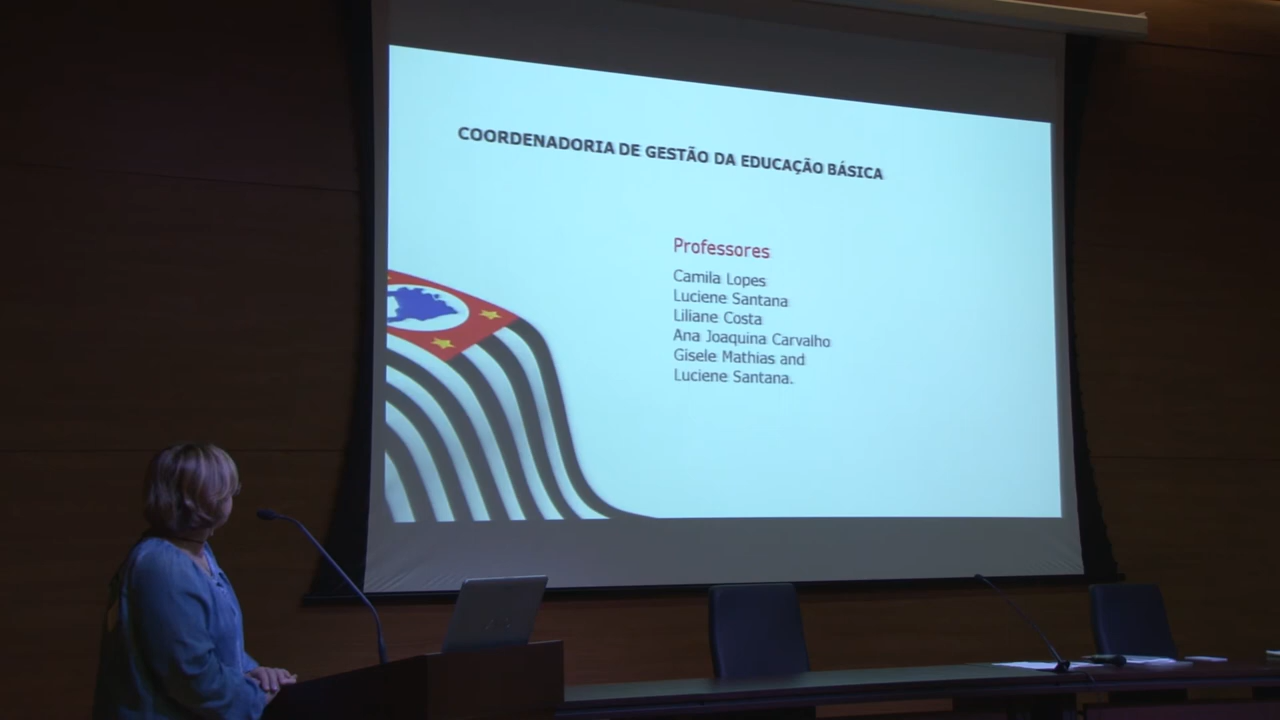 COORDENADORIA DE GESTÃO DA EDUCAÇÃO BÁSICA
Professores
Camila Lopes
Luciene Santana
Liliane Costa
Ana Joaquina Carvalho
Gisele Mathias and
Luciene Santana.